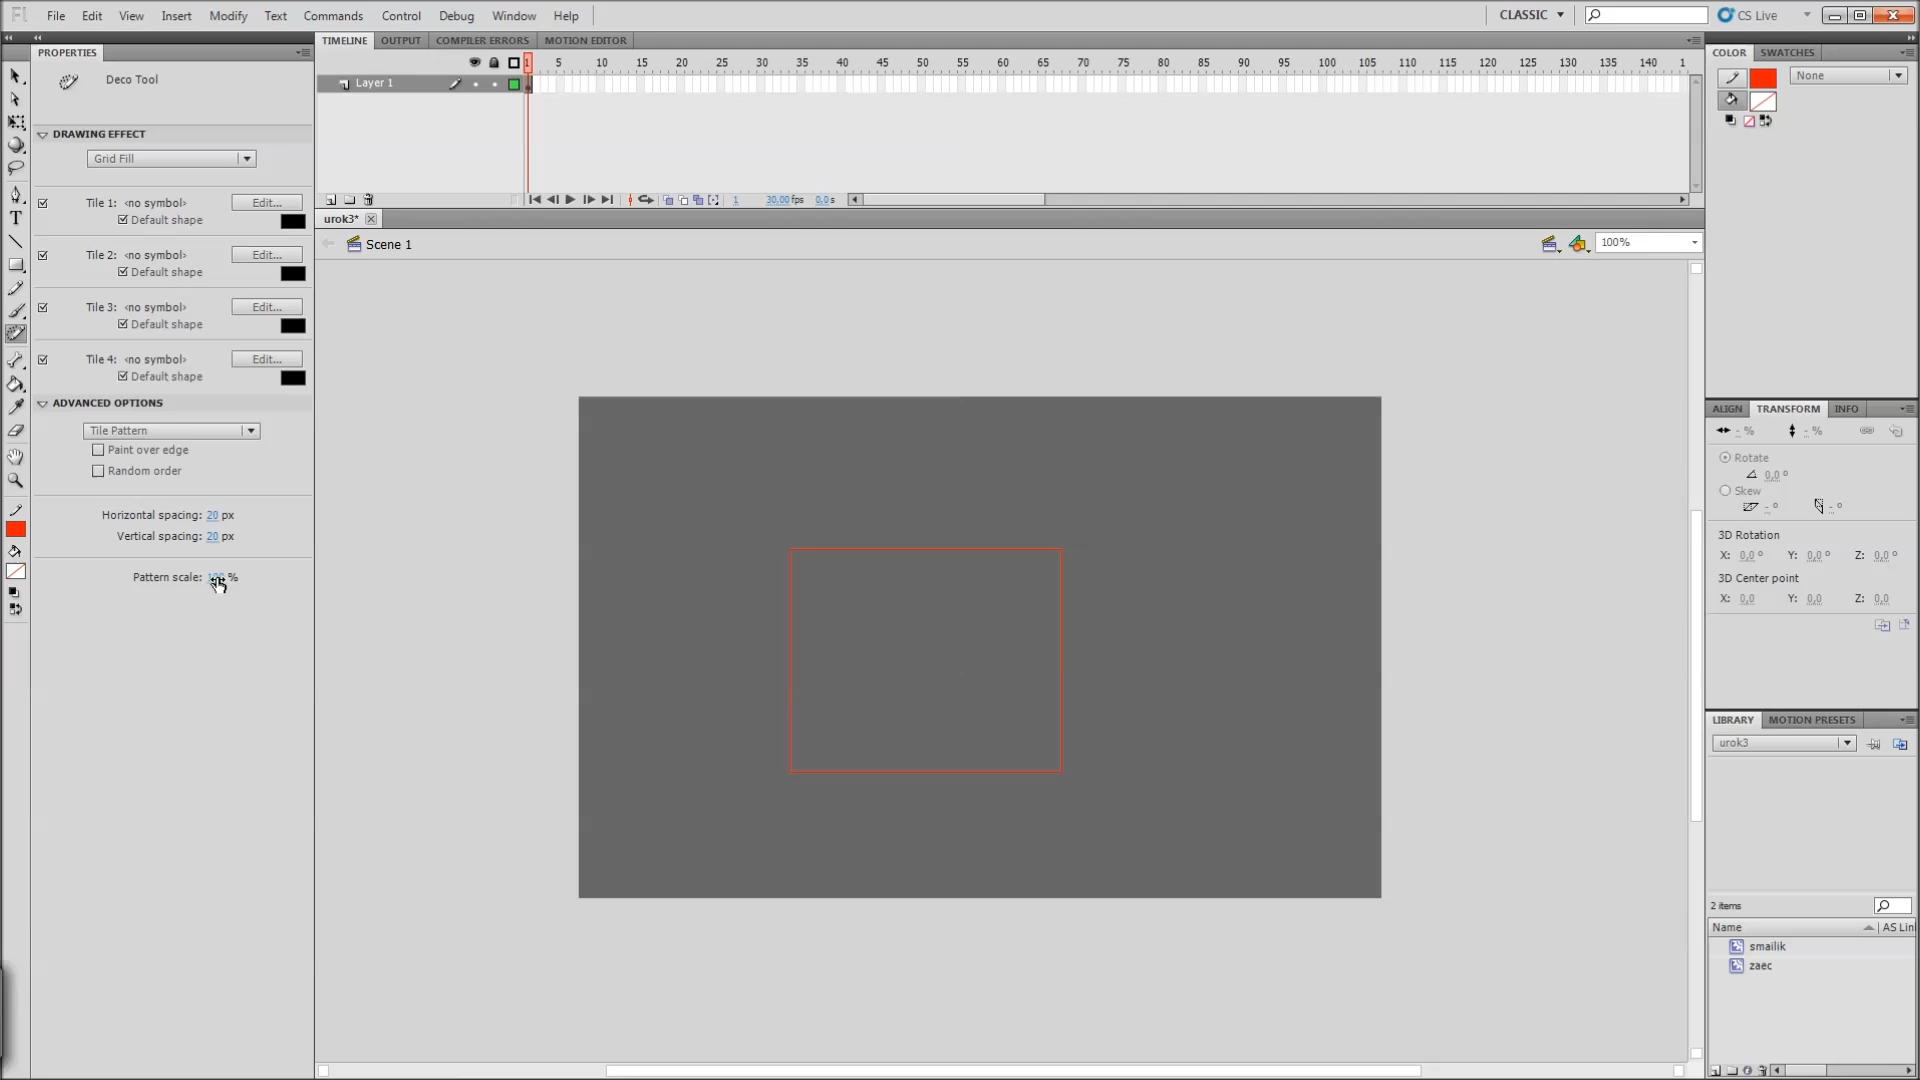 Fl File Edit View Insert Modify Text Commands Control Debug Window Help CLASSIC CS Live
PROPERTIES
Deco Tool
DRAWING EFFECT
Grid Fill
Tile 1: <no symbol> Edit...
Default shape
Tile 2: <no symbol> Edit...
Default shape
Tile 3: <no symbol> Edit...
Default shape
Tile 4: <no symbol> Edit...
Default shape
ADVANCED OPTIONS
Tile Pattern
Paint over edge
Random order
Horizontal spacing: 20 px
Vertical spacing: 20 px
Pattern scale: %
TIMELINE OUTPUT COMPILER ERRORS MOTION EDITOR
1 5 10 15 20 25 30 35 40 45 50 55 60 65 70 75 80 85 90 95 100 105 110 115 120 125 130 135 140 1
Layer 1
1 30.00 fps 0.0 s
urok3*
Scene 1 100%
COLOR SWATCHES
None
ALIGN TRANSFORM INFO
- % - %
Rotate
0,0 °
Skew
- ° - °
3D Rotation
X: 0,0 ° Y: 0,0 ° Z: 0,0 °
3D Center point
X: 0,0 Y: 0,0 Z: 0,0
LIBRARY MOTION PRESETS
urok3
2 items
Name AS Lin
smailik
zaec